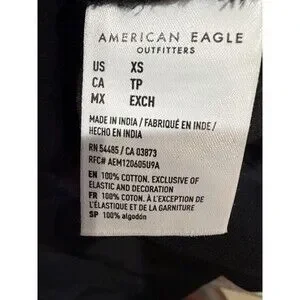 AMERICAN EAGLE
OUTFITTERS
US XS
CA TP
MX EXCH
MADE IN INDIA / FABRIQUÉ EN INDE /
HECHO EN INDIA
RN 54485 / CA 03873
RFC# AEM120605U9A
EN 100% COTTON. EXCLUSIVE OF
ELASTIC AND DECORATION
FR 100% COTON. À L'EXCEPTION DE
L'ÉLASTIQUE ET DE LA GARNITURE
SP 100% algodón